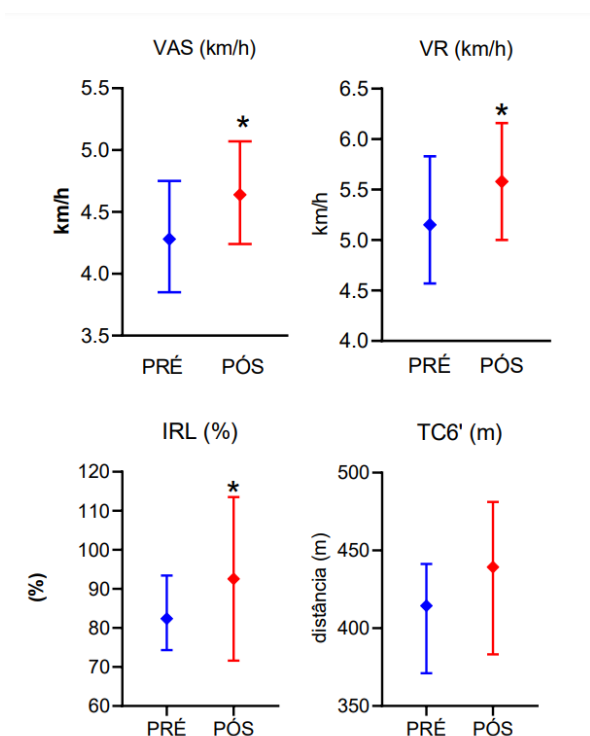 VAS (km/h)
5.5
5.0
4.5
4.0
3.5
km/h
*
PRÉ PÓS
VR (km/h)
6.5
6.0
5.5
5.0
4.5
4.0
km/h
*
PRÉ PÓS
IRL (%)
120
110
100
90
80
70
60
(%)
*
PRÉ PÓS
TC6' (m)
500
450
400
350
distância (m)
PRÉ PÓS